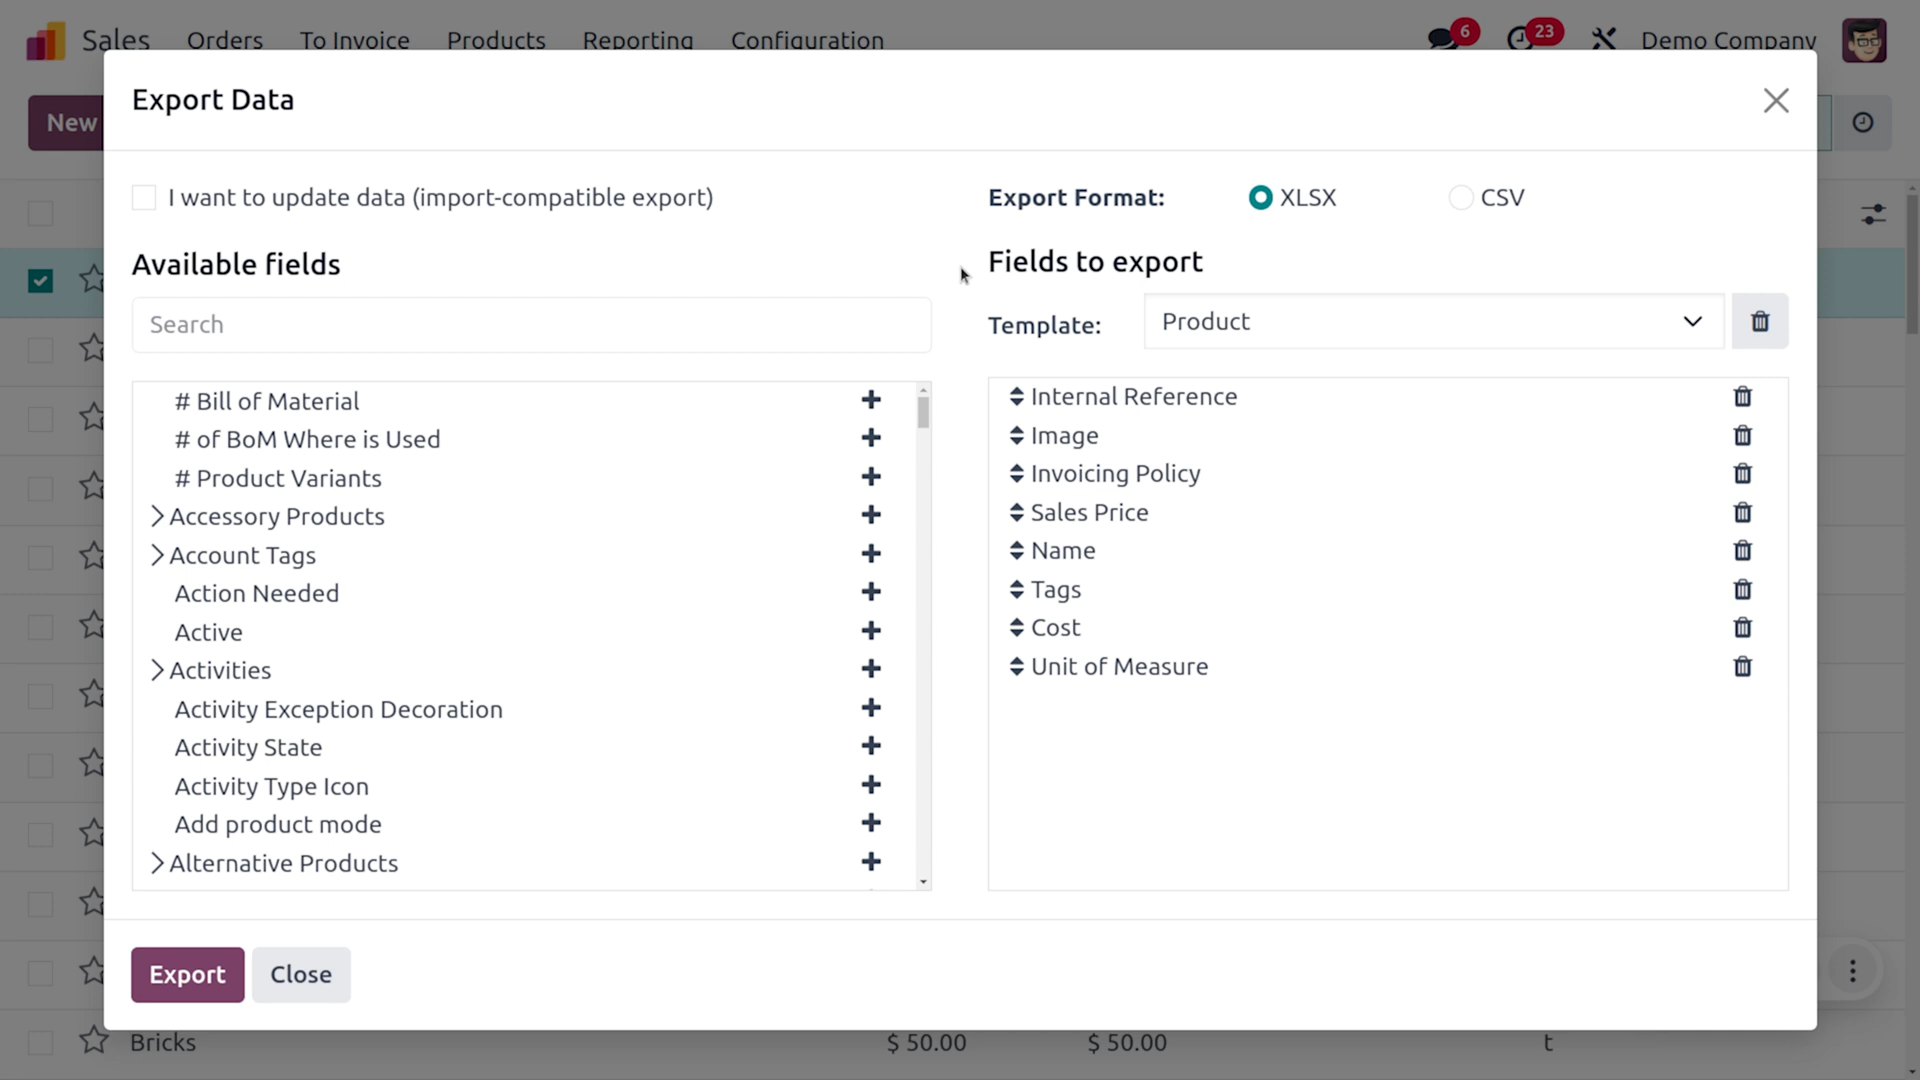 Sales Orders To Invoice Products Reporting Configuration 6 23 Demo Company
New
Export Data
I want to update data (import-compatible export)
Export Format: XLSX CSV
Available fields
Search
# Bill of Material
# of BoM Where is Used
# Product Variants
Accessory Products
Account Tags
Action Needed
Active
Activities
Activity Exception Decoration
Activity State
Activity Type Icon
Add product mode
Alternative Products
Fields to export
Template: Product
Internal Reference
Image
Invoicing Policy
Sales Price
Name
Tags
Cost
Unit of Measure
Export Close
Bricks $ 50.00 $ 50.00 t